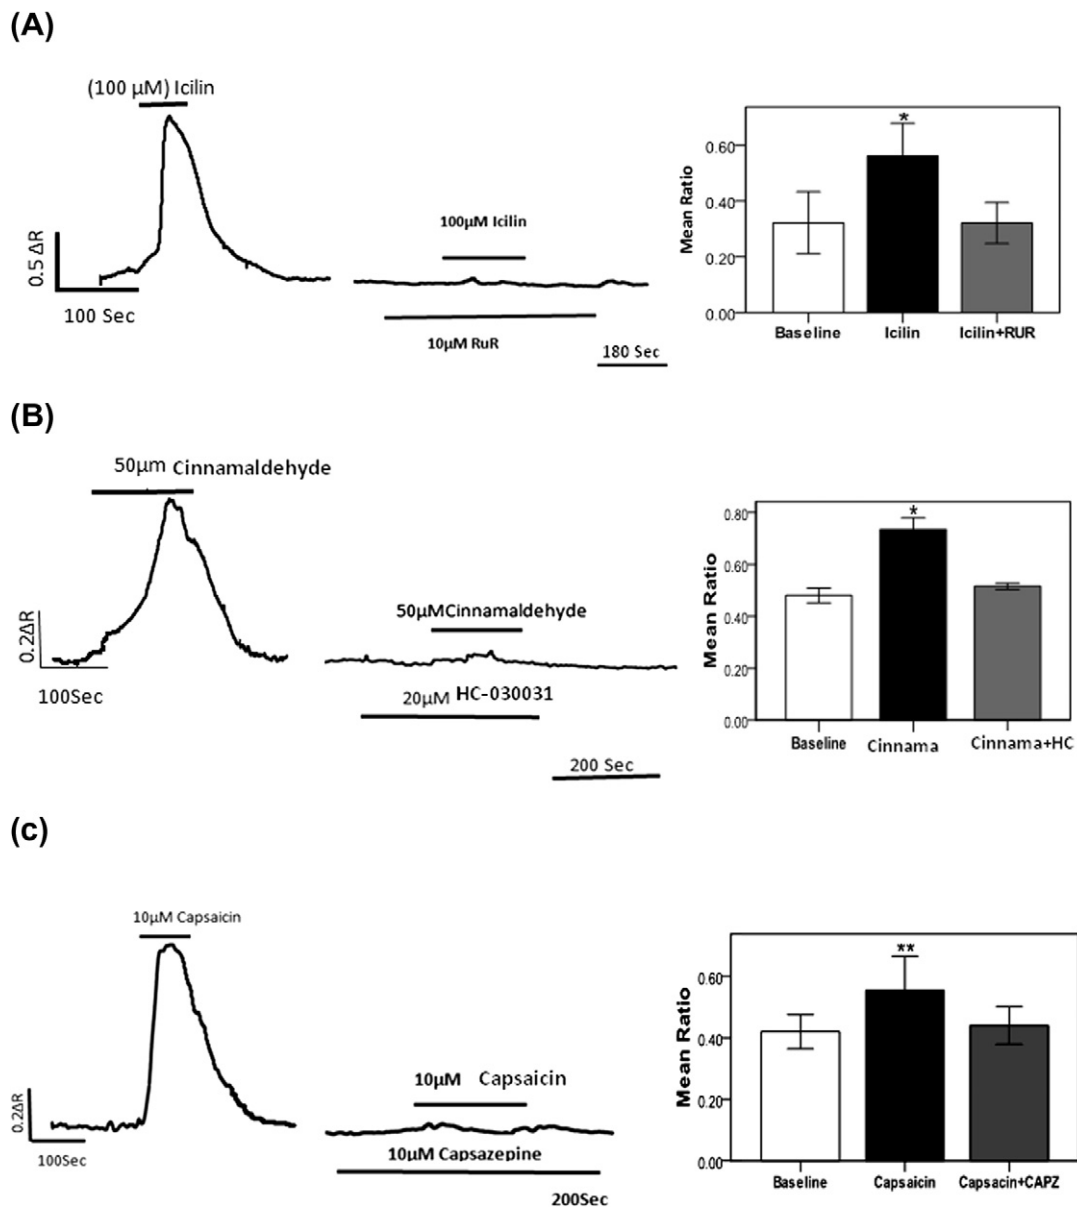 (A)
(100 µM) Icilin
0.5 ΔR
100 Sec
100µM Icilin
10µM RuR
180 Sec
Mean Ratio
0.60
0.40
0.20
0.00
*
Baseline Icilin Icilin+RUR
(B)
50µm Cinnamaldehyde
0.2ΔR
100Sec
50µMCinnamaldehyde
20µM HC-030031
200 Sec
Mean Ratio
0.80
0.60
0.40
0.20
0.00
*
Baseline Cinnama Cinnama+HC
(c)
10µM Capsaicin
0.2ΔR
100Sec
10µM Capsaicin
10µM Capsazepine
200Sec
Mean Ratio
0.60
0.40
0.20
0.00
**
Baseline Capsaicin Capsacin+CAPZ